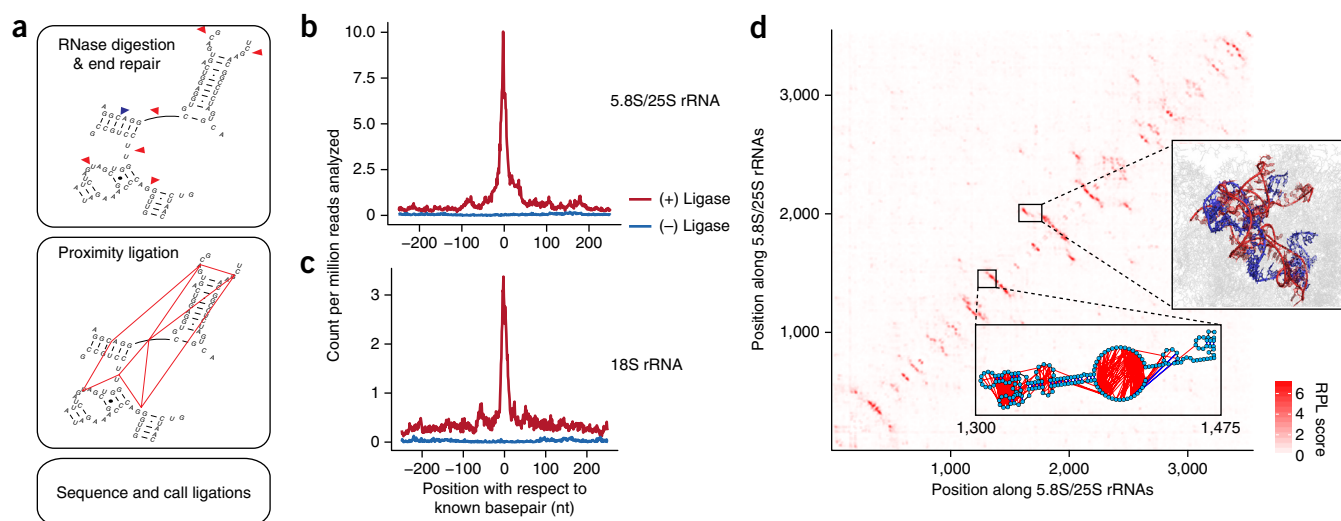 a
RNase digestion
& end repair
Proximity ligation
Sequence and call ligations
b
10.0
7.5
5.0
2.5
0
−200
−100
0
100
200
5.8S/25S rRNA
(+) Ligase
(−) Ligase
c
Count per million reads analyzed
3
2
1
0
−200
−100
0
100
200
18S rRNA
Position with respect to
known basepair (nt)
d
Position along 5.8S/25S rRNAs
3,000
2,000
1,000
1,000
2,000
3,000
Position along 5.8S/25S rRNAs
1,300
1,475
RPL score
6
4
2
0